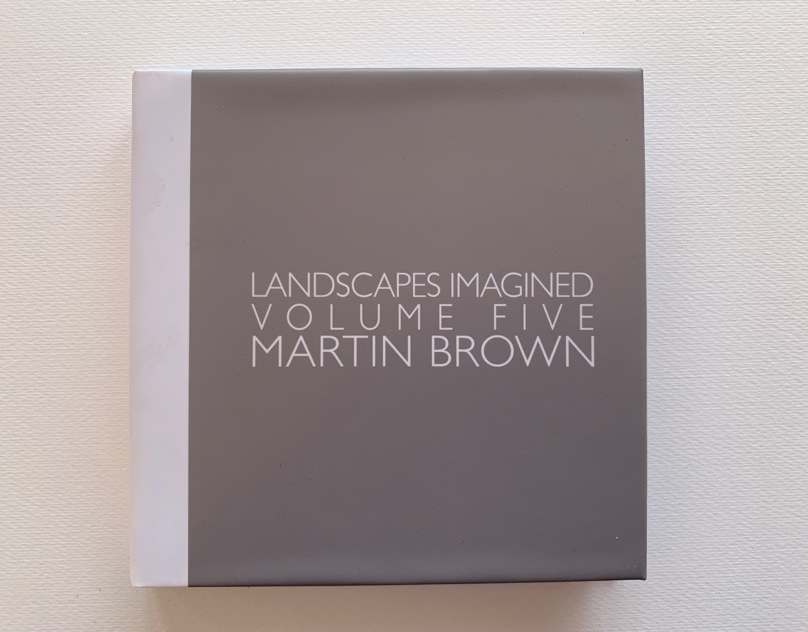 LANDSCAPES IMAGINED
VOLUME FIVE
MARTIN BROWN